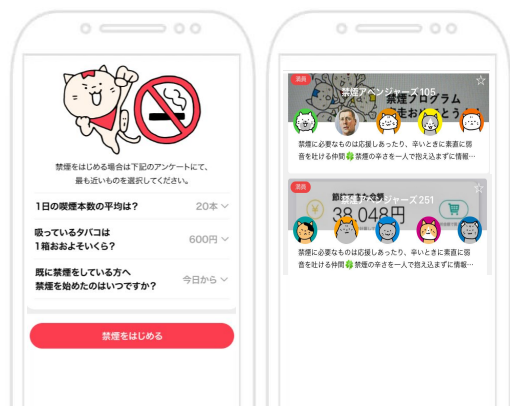 禁煙をはじめる場合は下記のアンケートにて、
最も近いものを選択してください。
1日の喫煙本数の平均は？
20本
吸っているタバコは
1箱おおよそいくら？
600円
既に禁煙をしている方へ
禁煙を始めたのはいつですか？
今日から
禁煙をはじめる
満員
禁煙アベンジャーズ105
禁煙プログラム
禁煙に必要なものは応援しあったり、辛いときに素直に弱
音を吐ける仲間🍀禁煙の辛さを一人で抱え込まずに情報…
満員
禁煙アベンジャーズ251
38,048円
禁煙に必要なものは応援しあったり、辛いときに素直に弱
音を吐ける仲間🍀禁煙の辛さを一人で抱え込まずに情報…